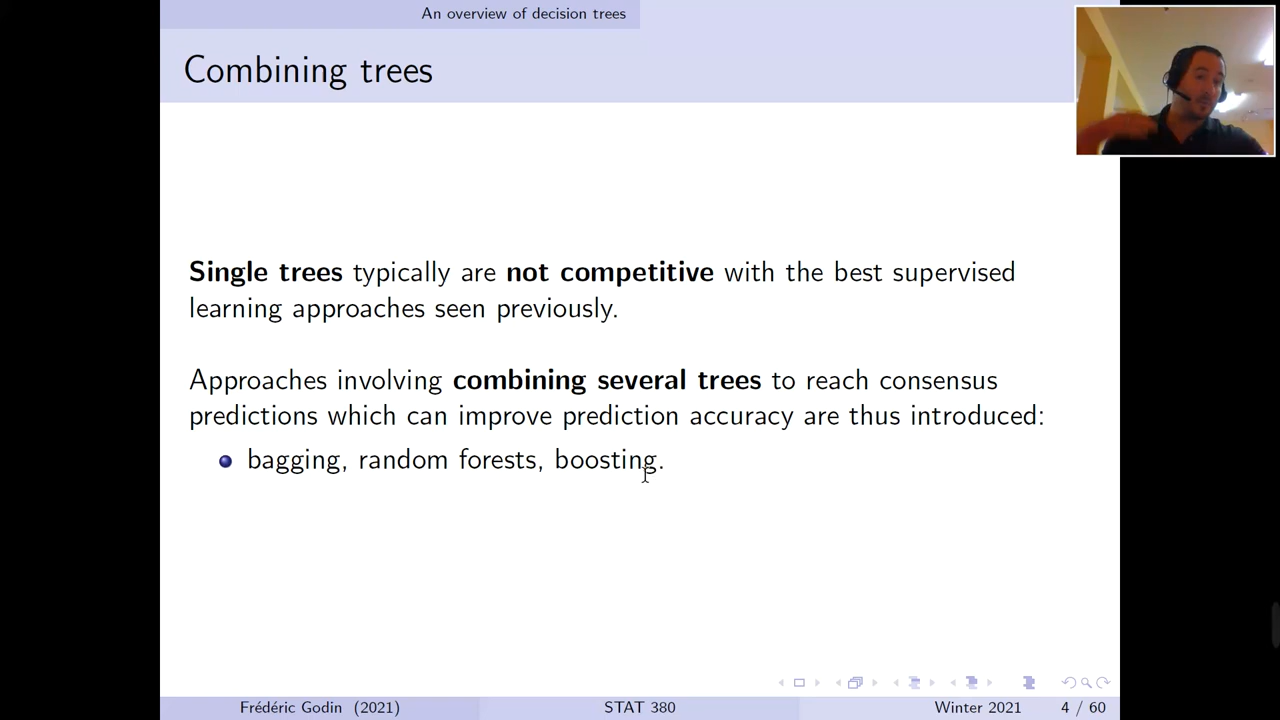 An overview of decision trees
Combining trees
Single trees typically are not competitive with the best supervised
learning approaches seen previously.
Approaches involving combining several trees to reach consensus
predictions which can improve prediction accuracy are thus introduced:
bagging, random forests, boosting.
Frédéric Godin (2021) STAT 380 Winter 2021 4 / 60